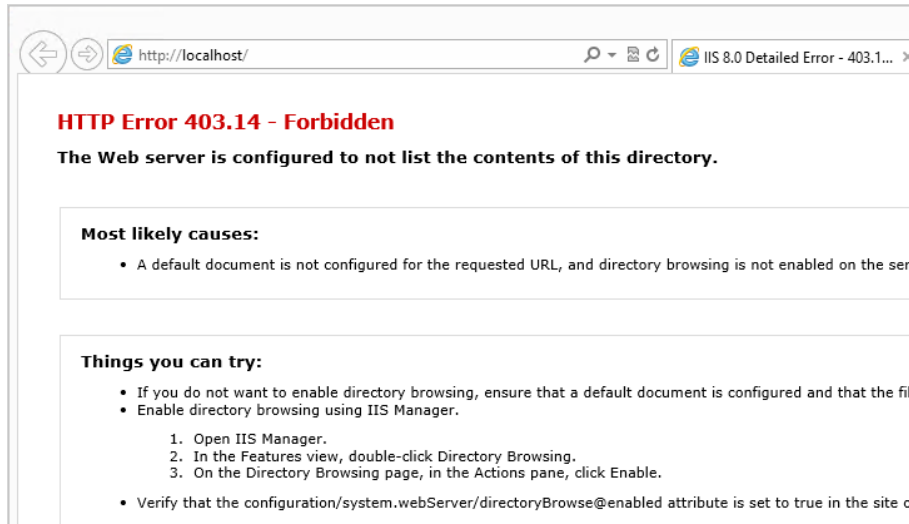 http://localhost/
IIS 8.0 Detailed Error - 403.1...
HTTP Error 403.14 - Forbidden
The Web server is configured to not list the contents of this directory.
Most likely causes:
• A default document is not configured for the requested URL, and directory browsing is not enabled on the ser
Things you can try:
• If you do not want to enable directory browsing, ensure that a default document is configured and that the fi
• Enable directory browsing using IIS Manager.
1. Open IIS Manager.
2. In the Features view, double-click Directory Browsing.
3. On the Directory Browsing page, in the Actions pane, click Enable.
• Verify that the configuration/system.webServer/directoryBrowse@enabled attribute is set to true in the site